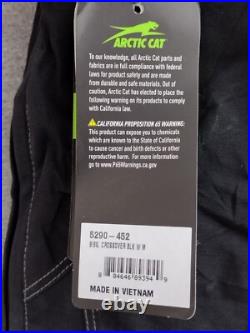 ARCTIC CAT
To our knowledge, all Arctic Cat parts and
fabrics are in full compliance with federal
laws for product safety and are made
from durable and safe materials. Out of
caution, Arctic Cat has elected to place the
following warning on its products to comply
with California law.
CALIFORNIA PROPOSITION 65 WARNING:
This product can expose you to chemicals
which are known to the State of California
to cause cancer and birth defects or other
reproductive harm.
For more information go to
www.P65Warnings.ca.gov
5290-452
BIBS, CROSSOVER BLK W M
MADE IN VIETNAM